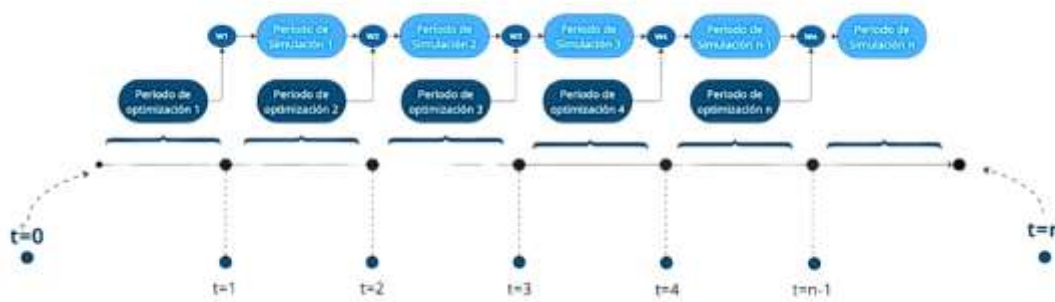 W1
Periodo de
Simulación 1
W2
Periodo de
Simulación 2
W3
Periodo de
Simulación 3
W4
Periodo de
Simulación n-1
Periodo de
Simulación n
Periodo de
optimización 1
Periodo de
optimización 2
Periodo de
optimización 3
Periodo de
optimización 4
Periodo de
optimización n
t=0
t=1
t=2
t=3
t=4
t=n-1